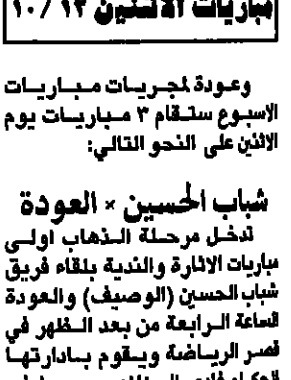 مباريات الاثنين ١٣ / ١٠
وعودة لمجريات مباريات
الاسبوع ستقام ٣ مباريات يوم
الاثنين على النحو التالي:
شباب الحسين × العودة
تدخل مرحلة الذهاب اولى
مباريات الاثارة والندية بلقاء فريق
شباب الحسين (الوصيف) والعودة
الساعة الرابعة من بعد الظهر في
قصر الرياضة ويقوم بادارتها